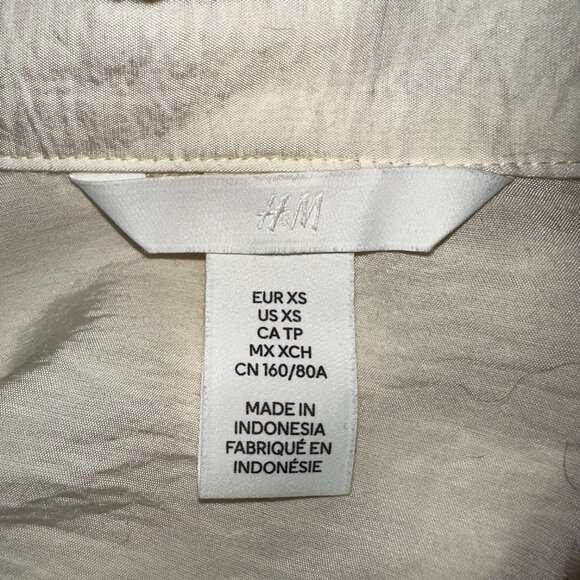 H&M
EUR XS
US XS
CA TP
MX XCH
CN 160/80A
MADE IN
INDONESIA
FABRIQUÉ EN
INDONÉSIE